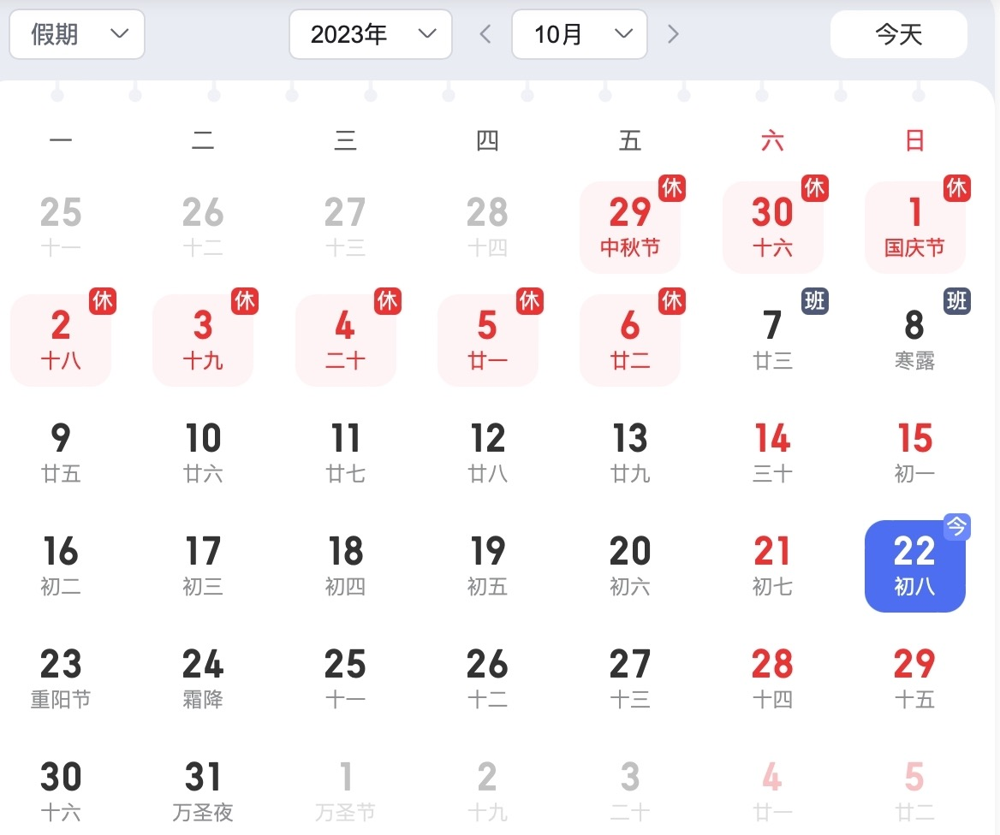 假期 2023年 10月 今天
一 二 三 四 五 六 日
休 休 休
25 26 27 28 29 30 1
十一 十二 十三 十四 中秋节 十六 国庆节
休 休 休 休 休 班 班
2 3 4 5 6 7 8
十八 十九 二十 廿一 廿二 廿三 寒露
9 10 11 12 13 14 15
廿五 廿六 廿七 廿八 廿九 三十 初一
今
16 17 18 19 20 21 22
初二 初三 初四 初五 初六 初七 初八
23 24 25 26 27 28 29
重阳节 霜降 十一 十二 十三 十四 十五
30 31 1 2 3 4 5
十六 万圣夜 万圣节 十九 二十 廿一 廿二